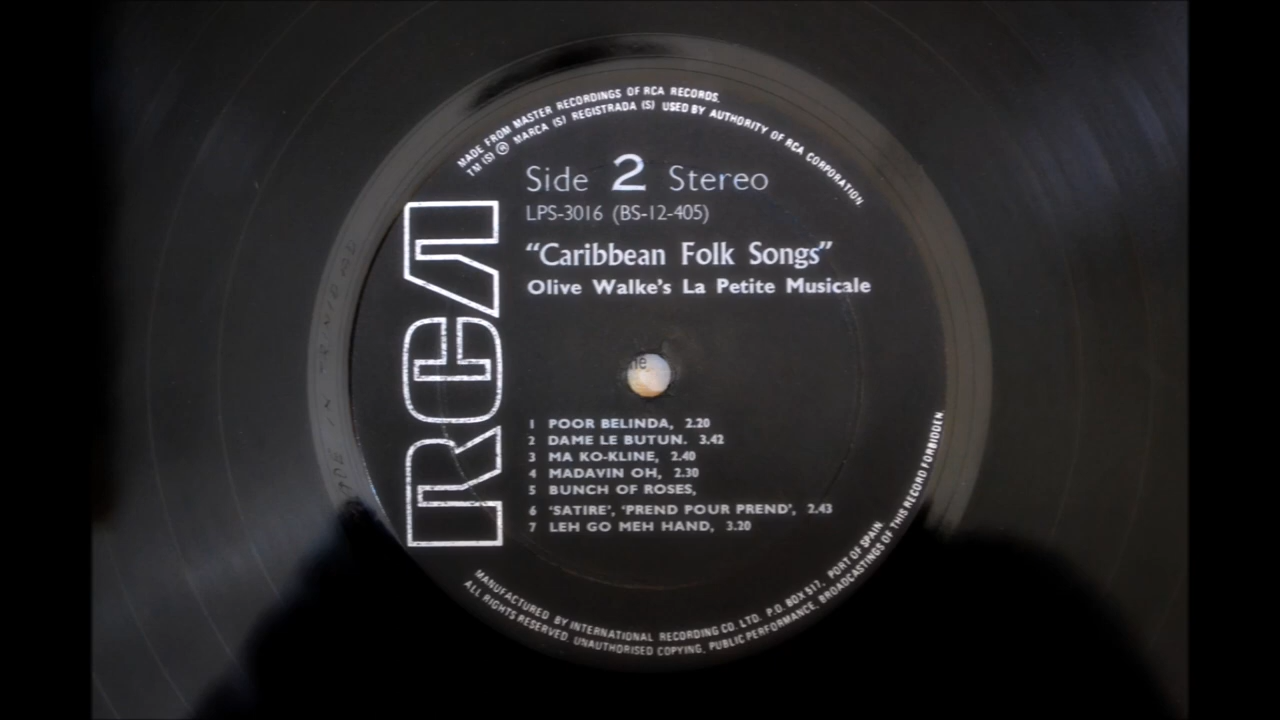 MADE FROM MASTER RECORDINGS OF RCA RECORDS.
TM (S) ® MARCA (S) REGISTRADA (S) USED BY AUTHORITY OF RCA CORPORATION
Side 2 Stereo
LPS-3016 (BS-12-405)
"Caribbean Folk Songs"
Olive Walke's La Petite Musicale
RCA
1 POOR BELINDA, 2.20
2 DAME LE BUTUN. 3.42
3 MA KO-KLINE, 2.40
4 MADAVIN OH, 2.30
5 BUNCH OF ROSES,
6 'SATIRE', 'PREND POUR PREND', 2.43
7 LEH GO MEH HAND, 3.20
MANUFACTURED BY INTERNATIONAL RECORDING CO. LTD. P.O. BOX 517, PORT OF SPAIN
ALL RIGHTS RESERVED. UNAUTHORISED COPYING, PUBLIC PERFORMANCE, BROADCASTINGS OF THIS RECORD FORBIDDEN.
MADE IN TRINIDAD